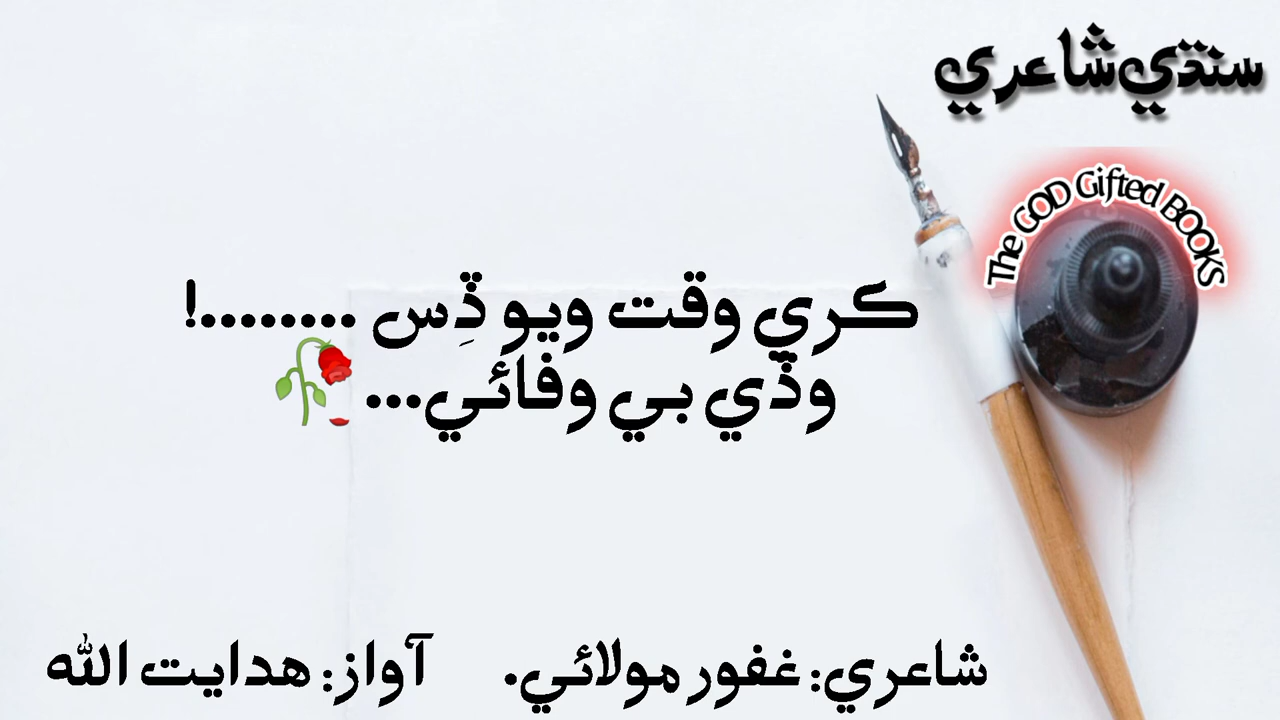 سنڌي شاعري
The GOD Gifted BOOKS
ڪري وقت ويو ڏِس ........!
وڏي بي وفائي...
شاعري: غفور مولائي. آواز: هدايت الله